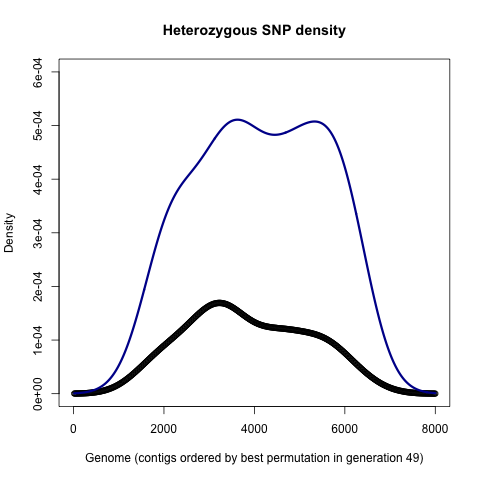 Heterozygous SNP density
6e-04
5e-04
4e-04
3e-04
2e-04
1e-04
0e+00
Density
0 2000 4000 6000 8000
Genome (contigs ordered by best permutation in generation 49)